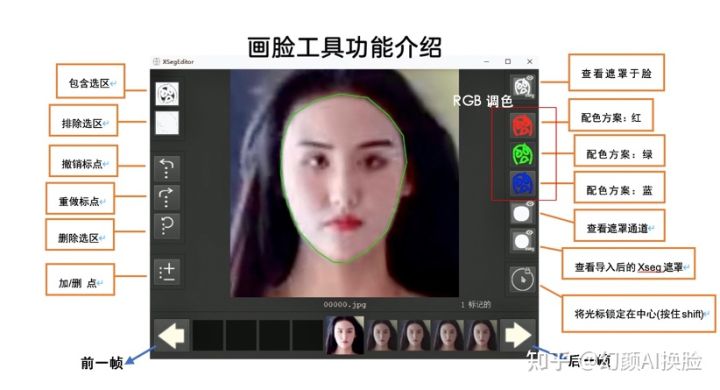 画脸工具功能介绍
XSegEditor
包含选区
排除选区
撤销标点
重做标点
删除选区
加/删 点
RGB 调色
查看遮罩于脸
配色方案：红
配色方案：绿
配色方案：蓝
查看遮罩通道
查看导入后的Xseg 遮罩
将光标锁定在中心(按住shift)
00000.jpg
1 标记的
前一帧
后一帧
知乎 @幻颜AI换脸